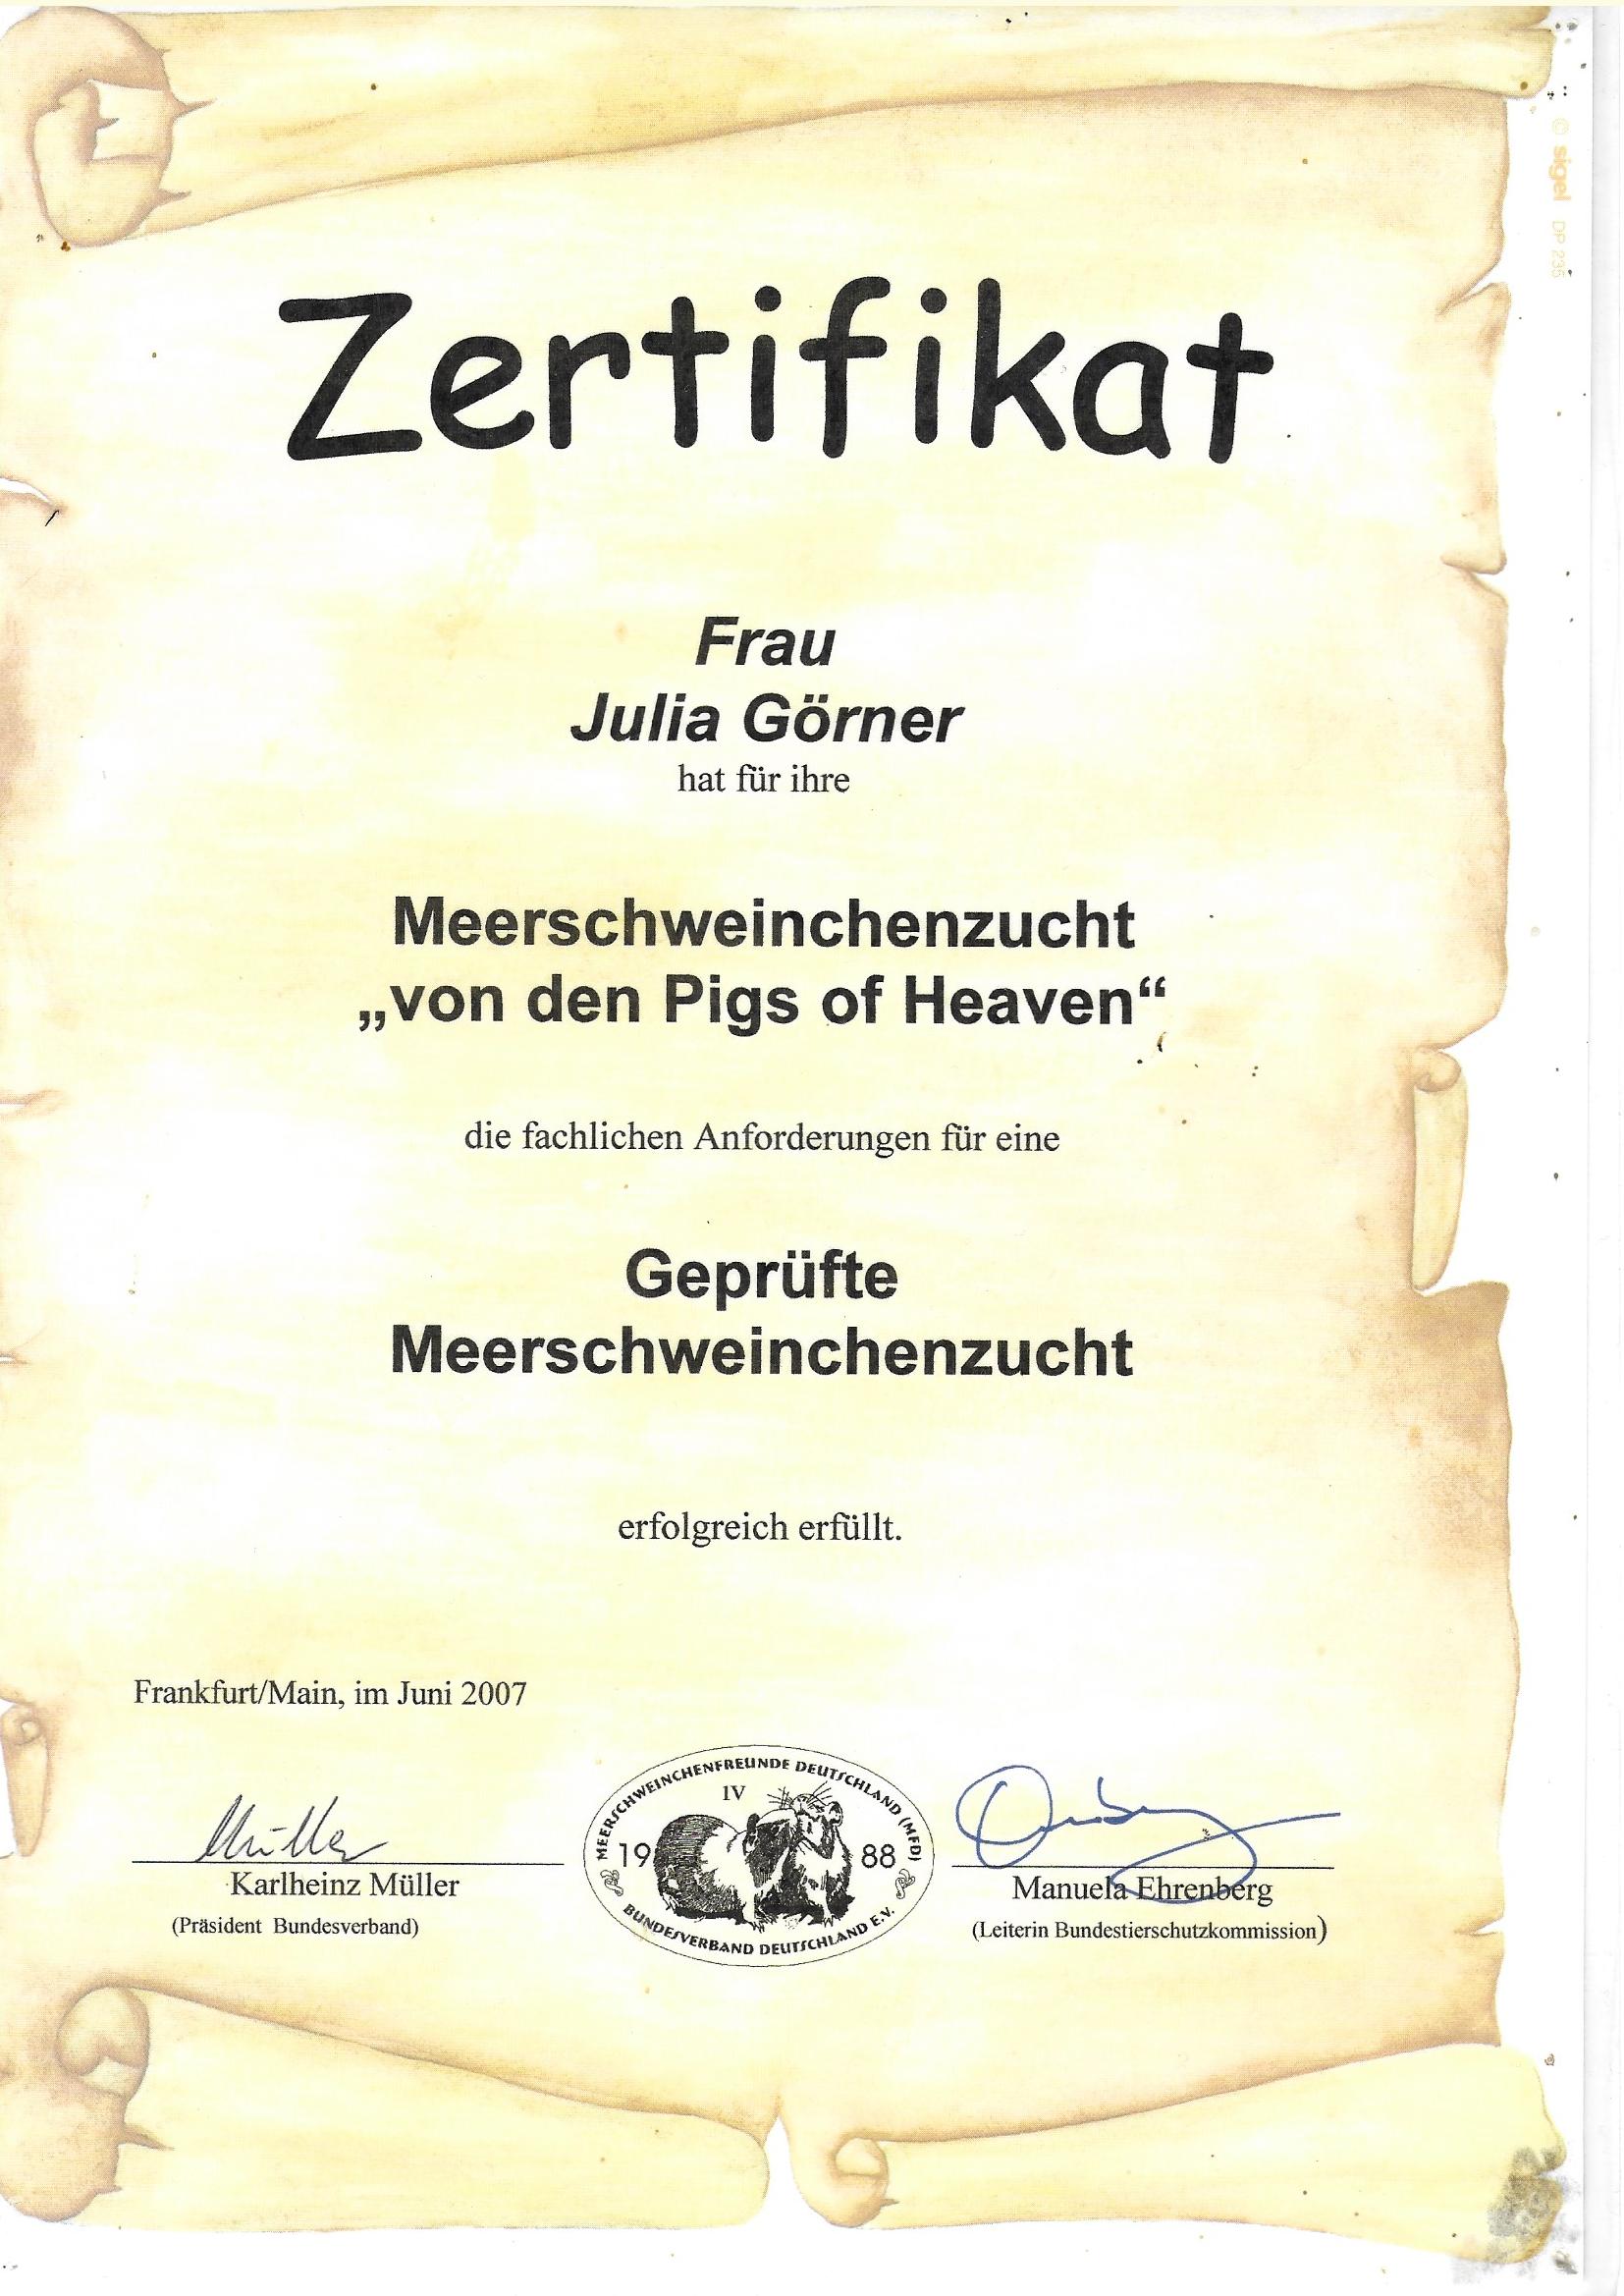 © sigel DP 235
Zertifikat
Frau
Julia Görner
hat für ihre
Meerschweinchenzucht
„von den Pigs of Heaven“
die fachlichen Anforderungen für eine
Geprüfte
Meerschweinchenzucht
erfolgreich erfüllt.
Frankfurt/Main, im Juni 2007
Müller
Karlheinz Müller
(Präsident Bundesverband)
MEERSCHWEINCHENFREUNDE DEUTSCHLAND (MFD)
IV
19 88
BUNDESVERBAND DEUTSCHLAND E.V.
Manuela Ehrenberg
(Leiterin Bundestierschutzkommission)